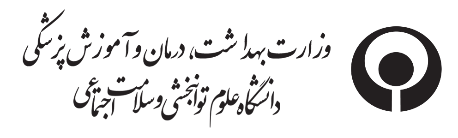 وزارت بهداشت، درمان و آموزش پزشکی
دانشگاه علوم توانبخشی و سلامت اجتماعی